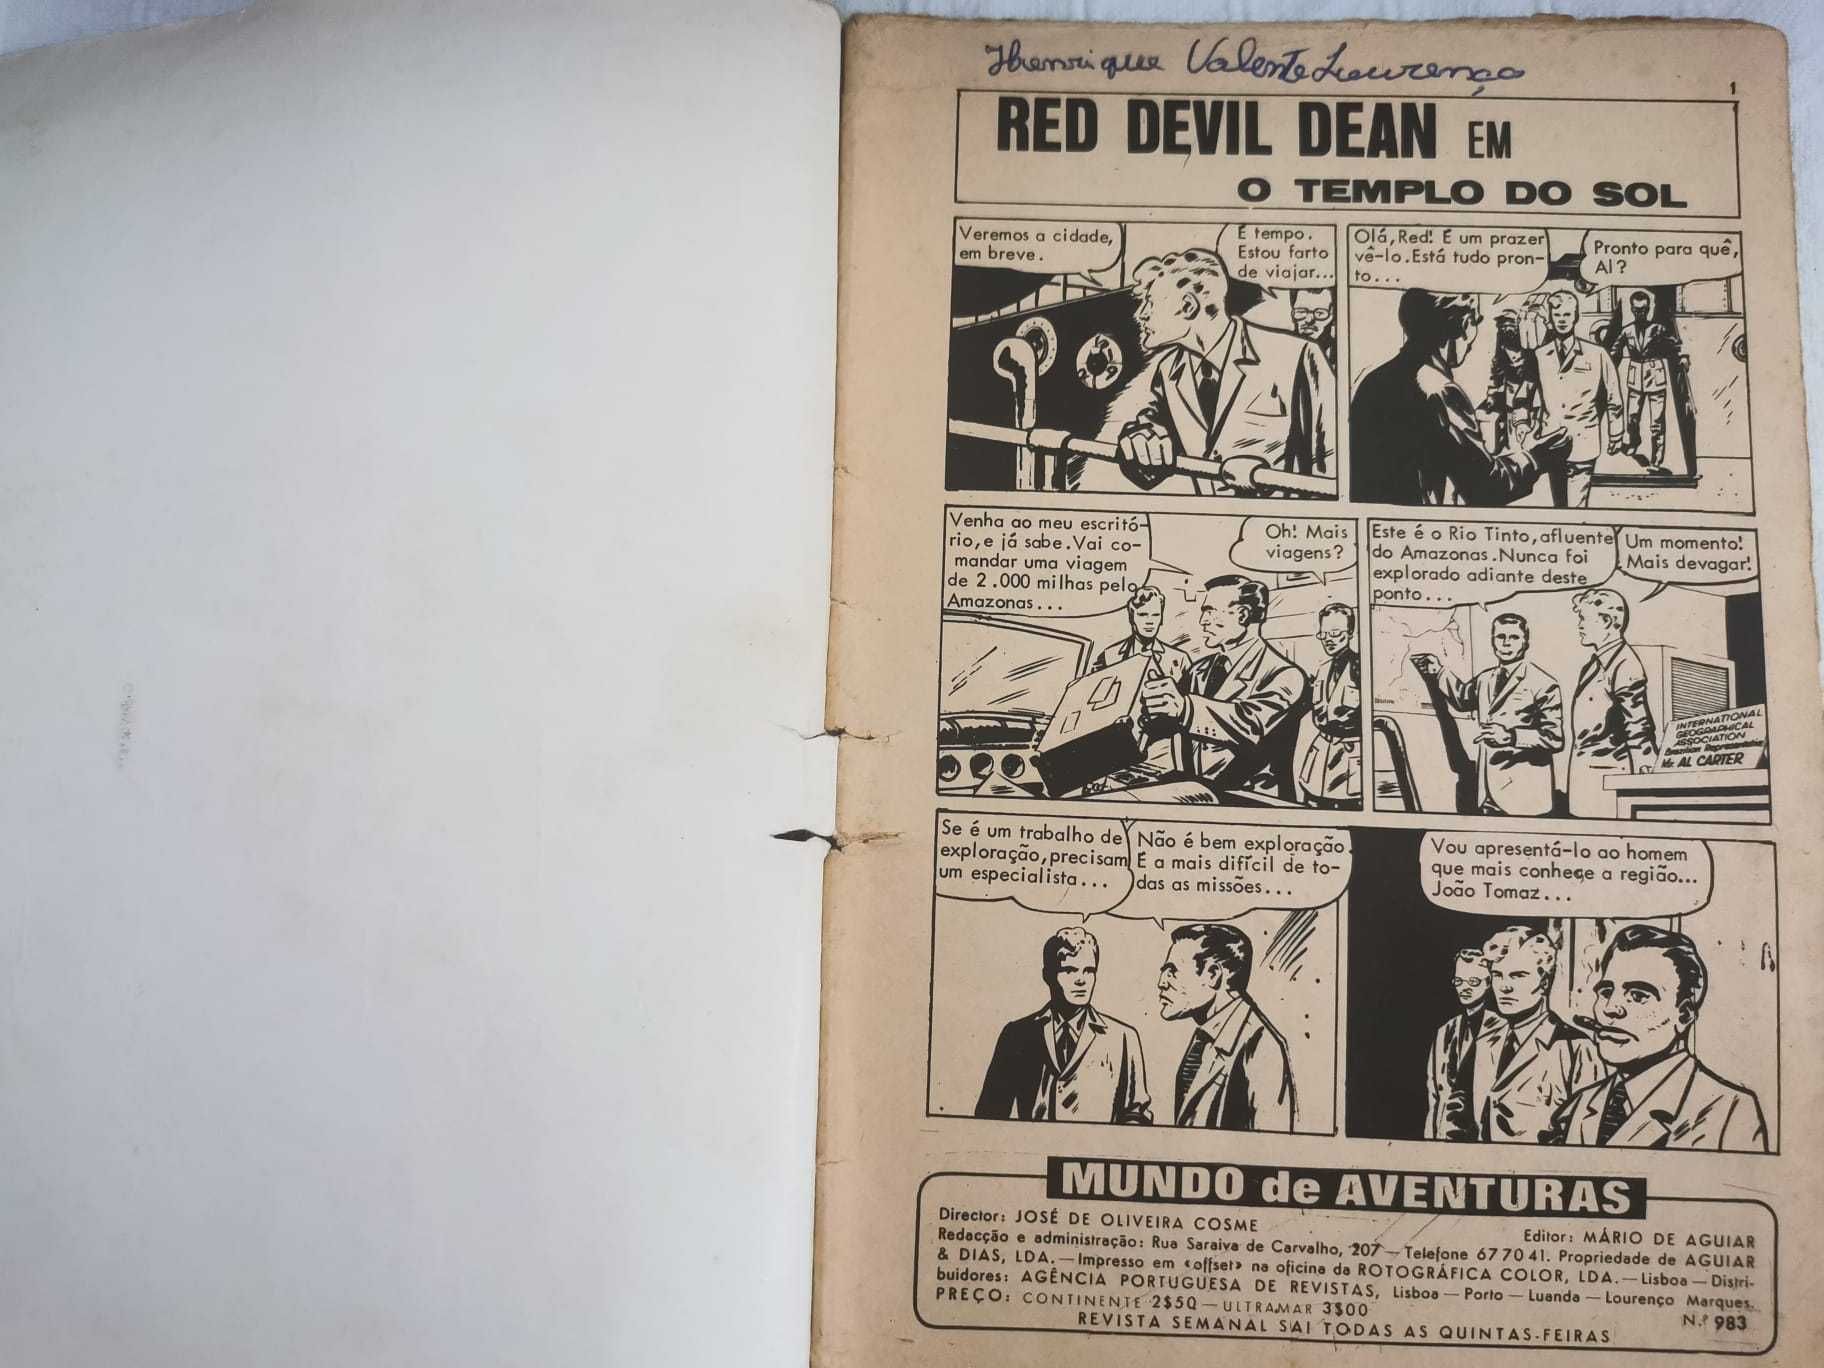 Henrique Valente Lourenço
1
RED DEVIL DEAN EM
O TEMPLO DO SOL
Veremos a cidade,
em breve.
É tempo.
Estou farto
de viajar...
Olá, Red! É um prazer
vê-lo. Está tudo pron-
to...
Pronto para quê,
Al?
Venha ao meu escritó-
rio, e já sabe. Vai co-
mandar uma viagem
de 2.000 milhas pelo
Amazonas...
Oh! Mais
viagens?
Este é o Rio Tinto, afluente
do Amazonas. Nunca foi
explorado adiante deste
ponto...
Um momento!
Mais devagar!
INTERNATIONAL
GEOGRAPHICAL
ASSOCIATION
Brazilian Representative
Mr. AL CARTER
Se é um trabalho de
exploração, precisam
um especialista...
Não é bem exploração.
É a mais difícil de to-
das as missões...
Vou apresentá-lo ao homem
que mais conheçe a região...
João Tomaz...
MUNDO de AVENTURAS
Director: JOSÉ DE OLIVEIRA COSME Editor: MÁRIO DE AGUIAR
Redacção e administração: Rua Saraiva de Carvalho, 207 — Telefone 677041. Propriedade de AGUIAR
& DIAS, LDA. — Impresso em «offset» na oficina da ROTOGRÁFICA COLOR, LDA. — Lisboa — Distri-
buidores: AGÊNCIA PORTUGUESA DE REVISTAS, Lisboa — Porto — Luanda — Lourenço Marques.
PREÇO: CONTINENTE 2$50 — ULTRAMAR 3$00 N.º 983
REVISTA SEMANAL SAI TODAS AS QUINTAS-FEIRAS